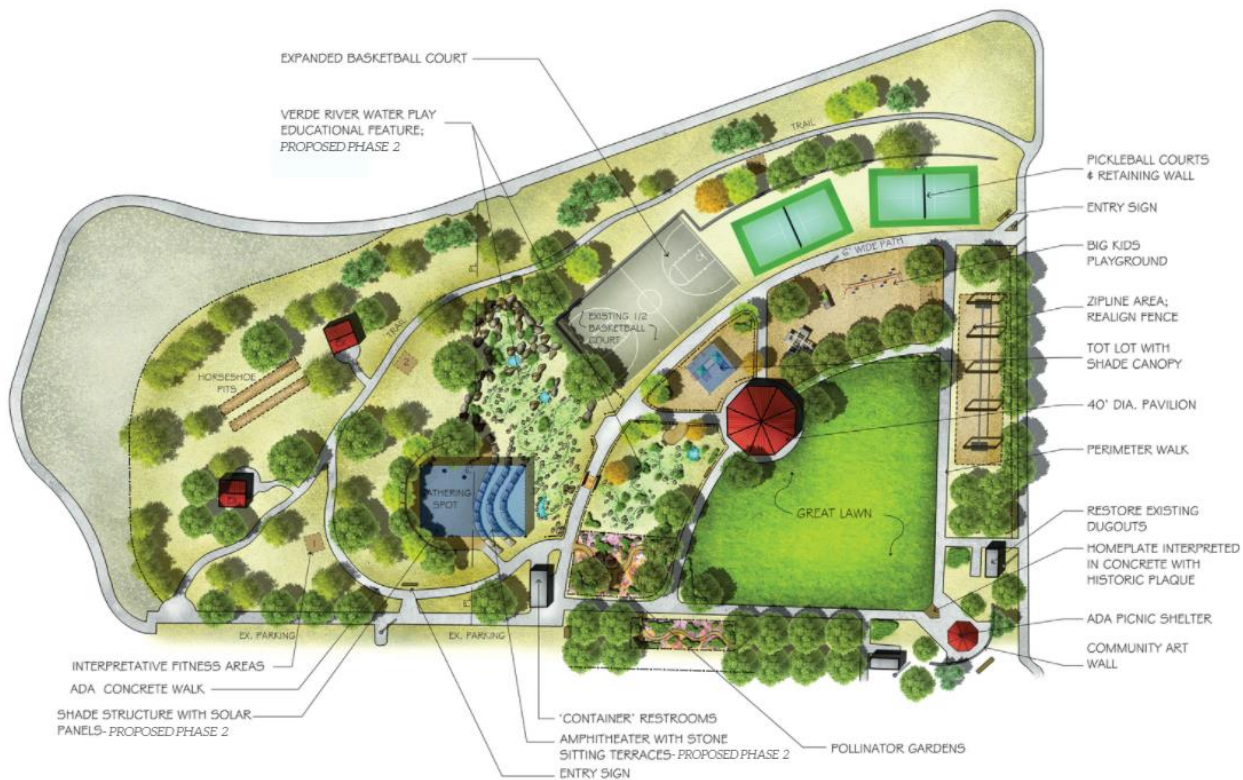 EXPANDED BASKETBALL COURT
VERDE RIVER WATER PLAY
EDUCATIONAL FEATURE;
PROPOSED PHASE 2
TRAIL
PICKLEBALL COURTS
& RETAINING WALL
ENTRY SIGN
6' WIDE PATH
BIG KIDS
PLAYGROUND
ZIPLINE AREA;
REALIGN FENCE
EXISTING 1/2
BASKETBALL
COURT
TRAIL
TOT LOT WITH
SHADE CANOPY
HORSESHOE
PITS
40' DIA. PAVILION
PERIMETER WALK
GATHERING
SPOT
GREAT LAWN
RESTORE EXISTING
DUGOUTS
HOMEPLATE INTERPRETED
IN CONCRETE WITH
HISTORIC PLAQUE
ADA PICNIC SHELTER
COMMUNITY ART
WALL
EX. PARKING
EX. PARKING
INTERPRETATIVE FITNESS AREAS
ADA CONCRETE WALK
SHADE STRUCTURE WITH SOLAR
PANELS- PROPOSED PHASE 2
'CONTAINER' RESTROOMS
AMPHITHEATER WITH STONE
SITTING TERRACES- PROPOSED PHASE 2
ENTRY SIGN
POLLINATOR GARDENS